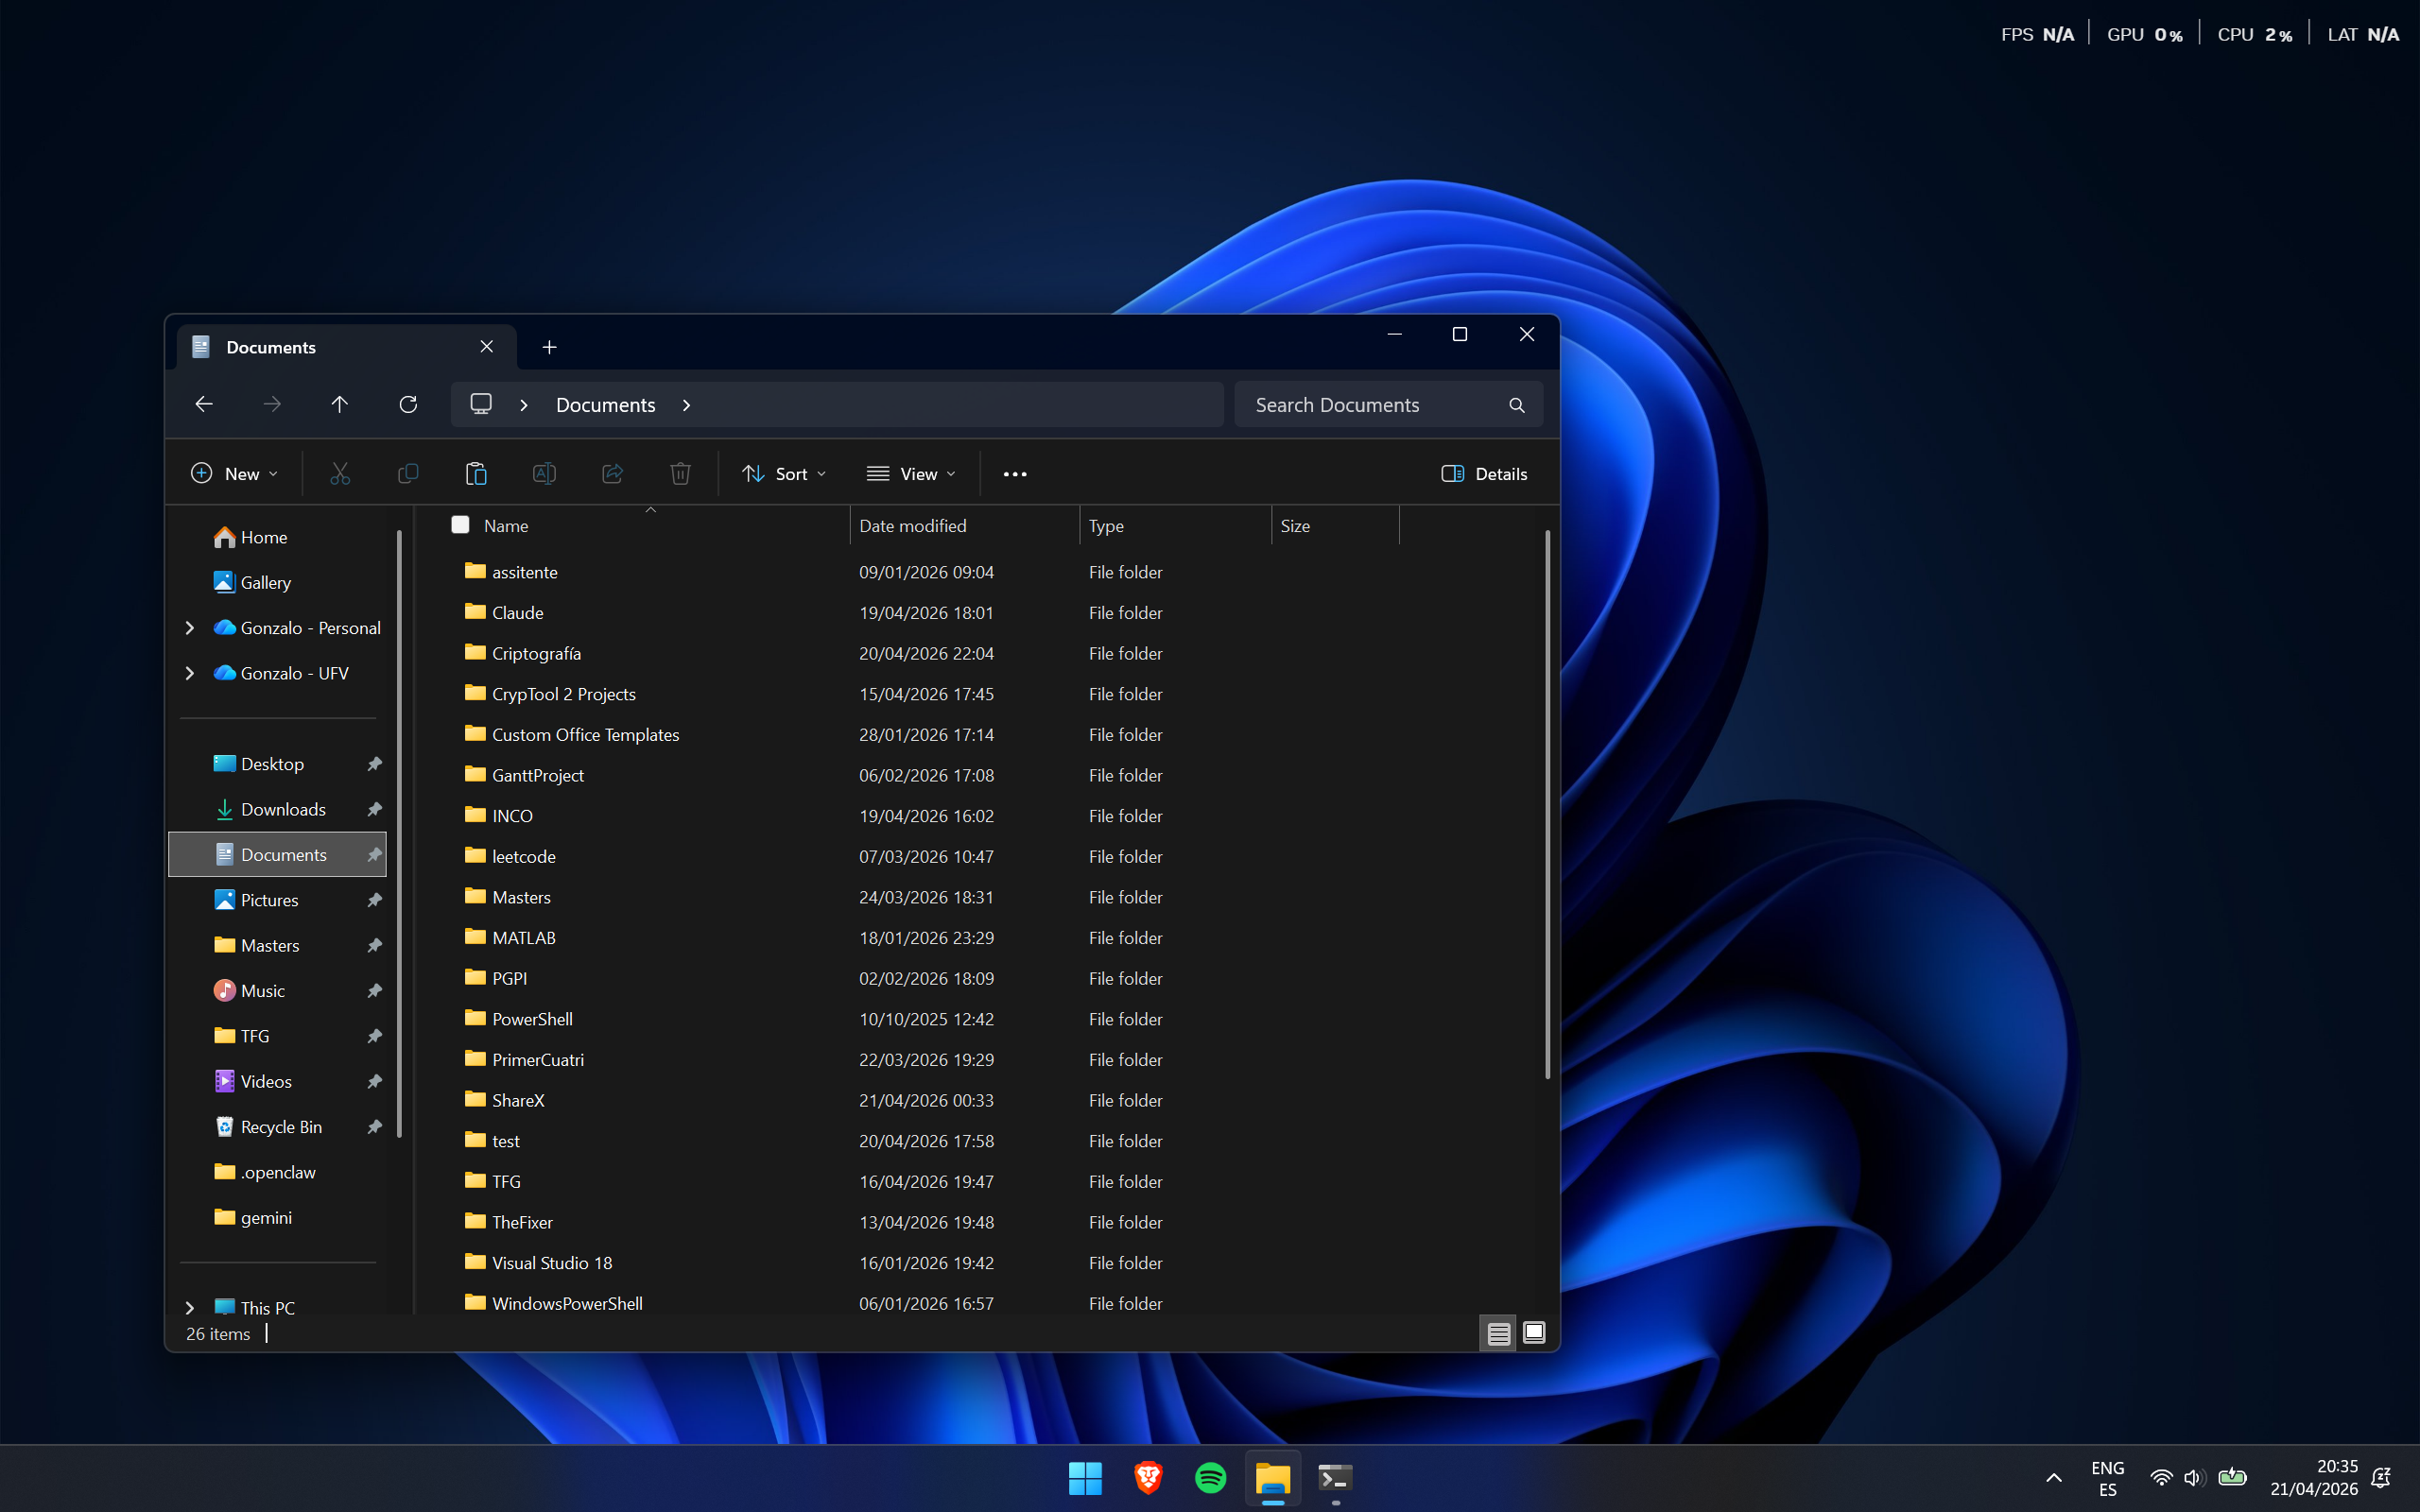 FPS N/A GPU 0% CPU 2% LAT N/A
Documents
Documents
Search Documents
New Sort View Details
Name Date modified Type Size
Home
Gallery
Gonzalo - Personal
Gonzalo - UFV
Desktop
Downloads
Documents
Pictures
Masters
Music
TFG
Videos
Recycle Bin
.openclaw
gemini
This PC
assitente 09/01/2026 09:04 File folder
Claude 19/04/2026 18:01 File folder
Criptografía 20/04/2026 22:04 File folder
CrypTool 2 Projects 15/04/2026 17:45 File folder
Custom Office Templates 28/01/2026 17:14 File folder
GanttProject 06/02/2026 17:08 File folder
INCO 19/04/2026 16:02 File folder
leetcode 07/03/2026 10:47 File folder
Masters 24/03/2026 18:31 File folder
MATLAB 18/01/2026 23:29 File folder
PGPI 02/02/2026 18:09 File folder
PowerShell 10/10/2025 12:42 File folder
PrimerCuatri 22/03/2026 19:29 File folder
ShareX 21/04/2026 00:33 File folder
test 20/04/2026 17:58 File folder
TFG 16/04/2026 19:47 File folder
TheFixer 13/04/2026 19:48 File folder
Visual Studio 18 16/01/2026 19:42 File folder
WindowsPowerShell 06/01/2026 16:57 File folder
26 items
ENG
ES
20:35
21/04/2026